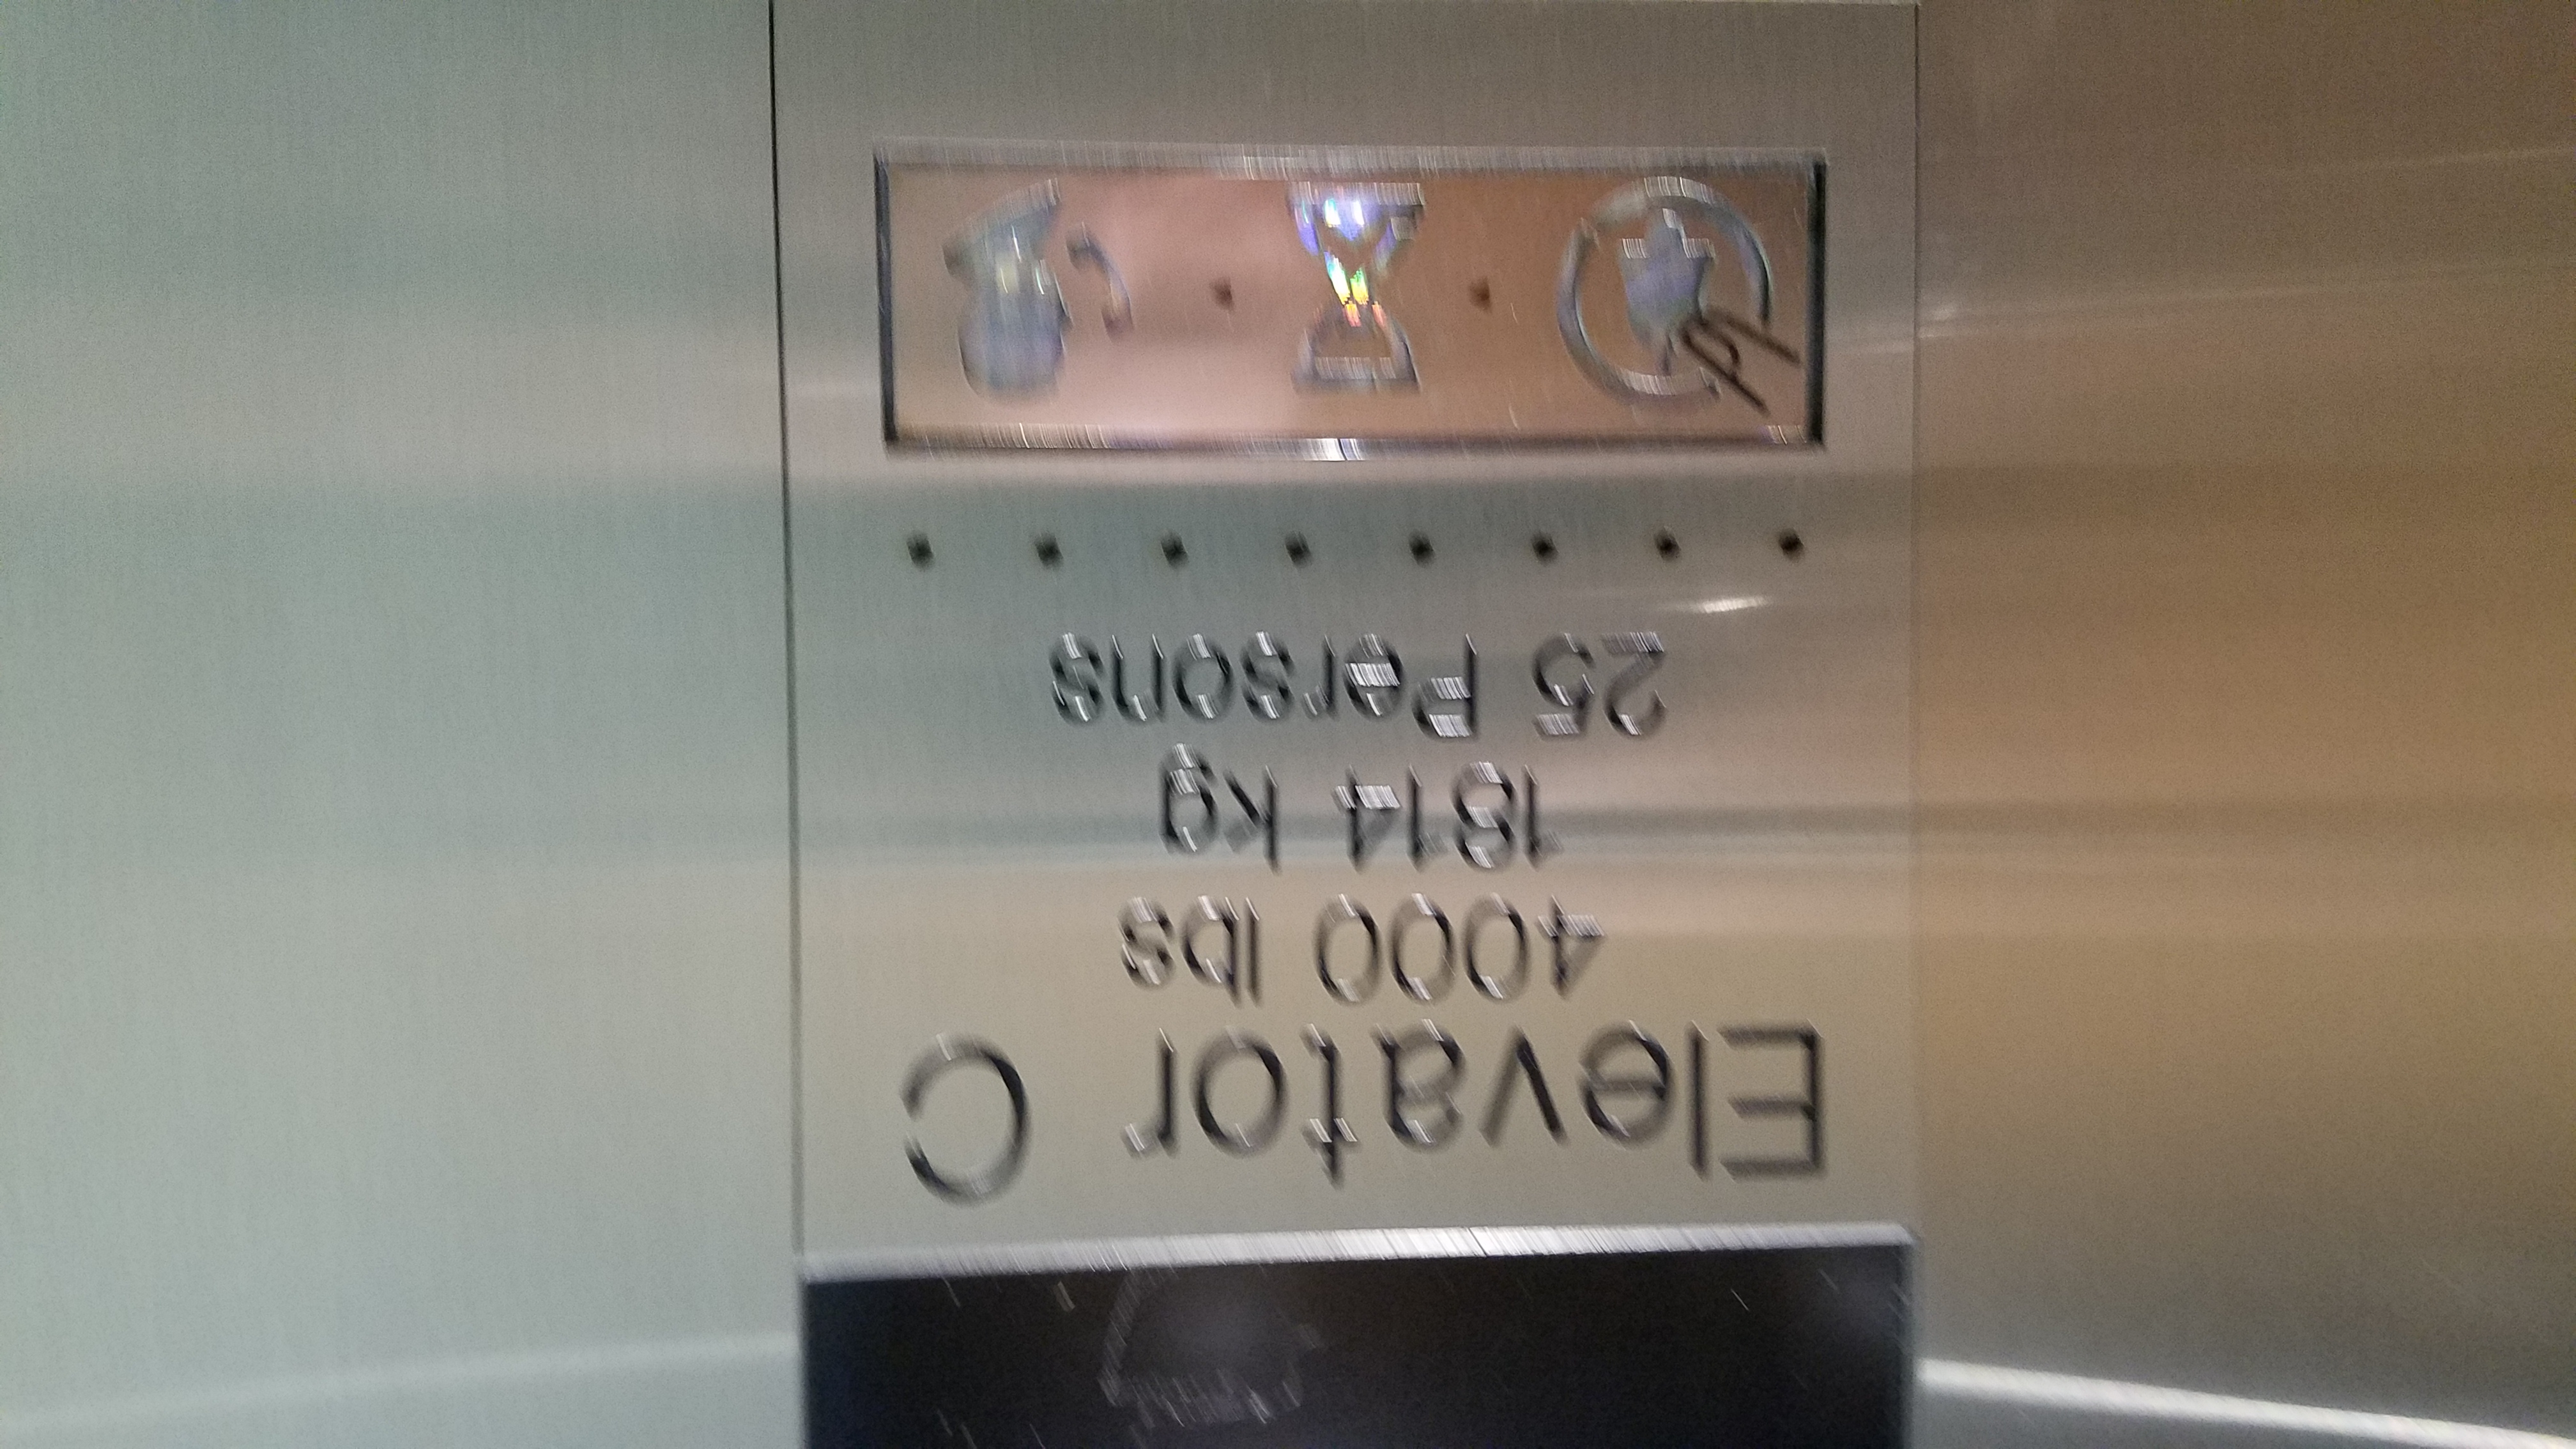 Elevator C
4000 lbs
1814 kg
25 Persons